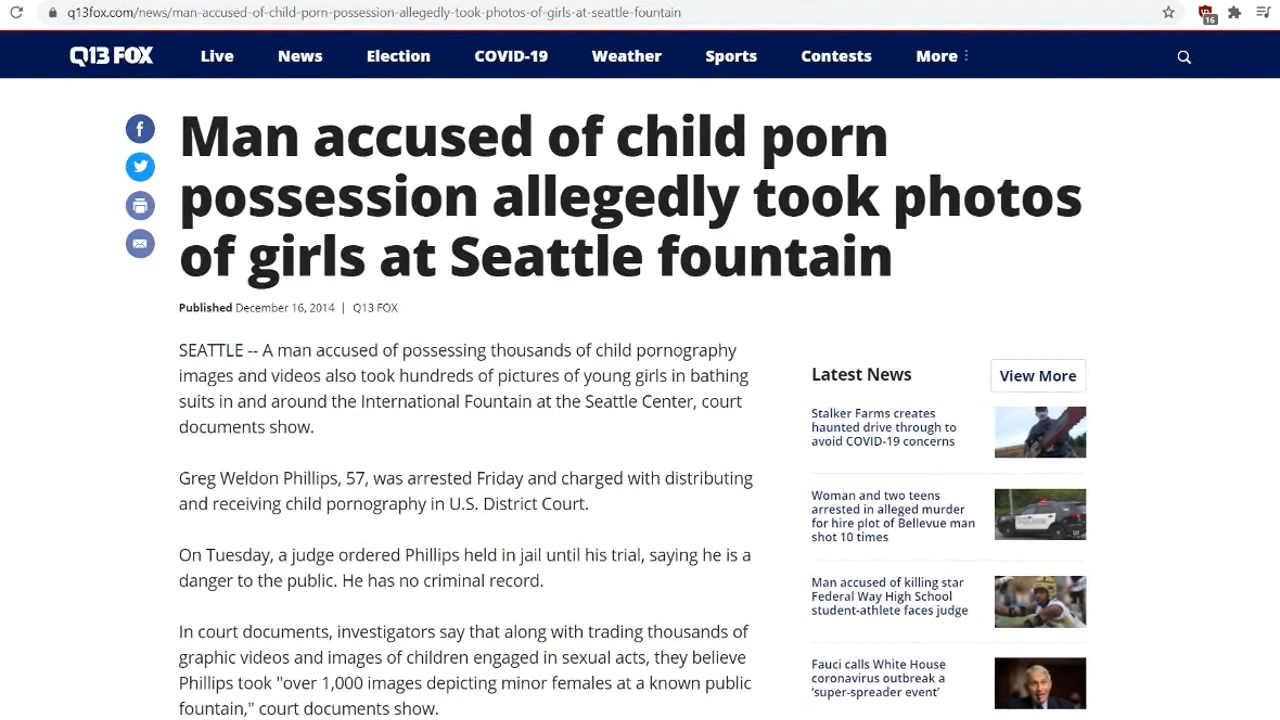 q13fox.com/news/man-accused-of-child-porn-possession-allegedly-took-photos-of-girls-at-seattle-fountain
16
Q13 FOX
Live
News
Election
COVID-19
Weather
Sports
Contests
More
Man accused of child porn
possession allegedly took photos
of girls at Seattle fountain
Published December 16, 2014 | Q13 FOX
SEATTLE -- A man accused of possessing thousands of child pornography
images and videos also took hundreds of pictures of young girls in bathing
suits in and around the International Fountain at the Seattle Center, court
documents show.
Greg Weldon Phillips, 57, was arrested Friday and charged with distributing
and receiving child pornography in U.S. District Court.
On Tuesday, a judge ordered Phillips held in jail until his trial, saying he is a
danger to the public. He has no criminal record.
In court documents, investigators say that along with trading thousands of
graphic videos and images of children engaged in sexual acts, they believe
Phillips took "over 1,000 images depicting minor females at a known public
fountain," court documents show.
Latest News
View More
Stalker Farms creates
haunted drive through to
avoid COVID-19 concerns
Woman and two teens
arrested in alleged murder
for hire plot of Bellevue man
shot 10 times
Man accused of killing star
Federal Way High School
student-athlete faces judge
Fauci calls White House
coronavirus outbreak a
'super-spreader event'